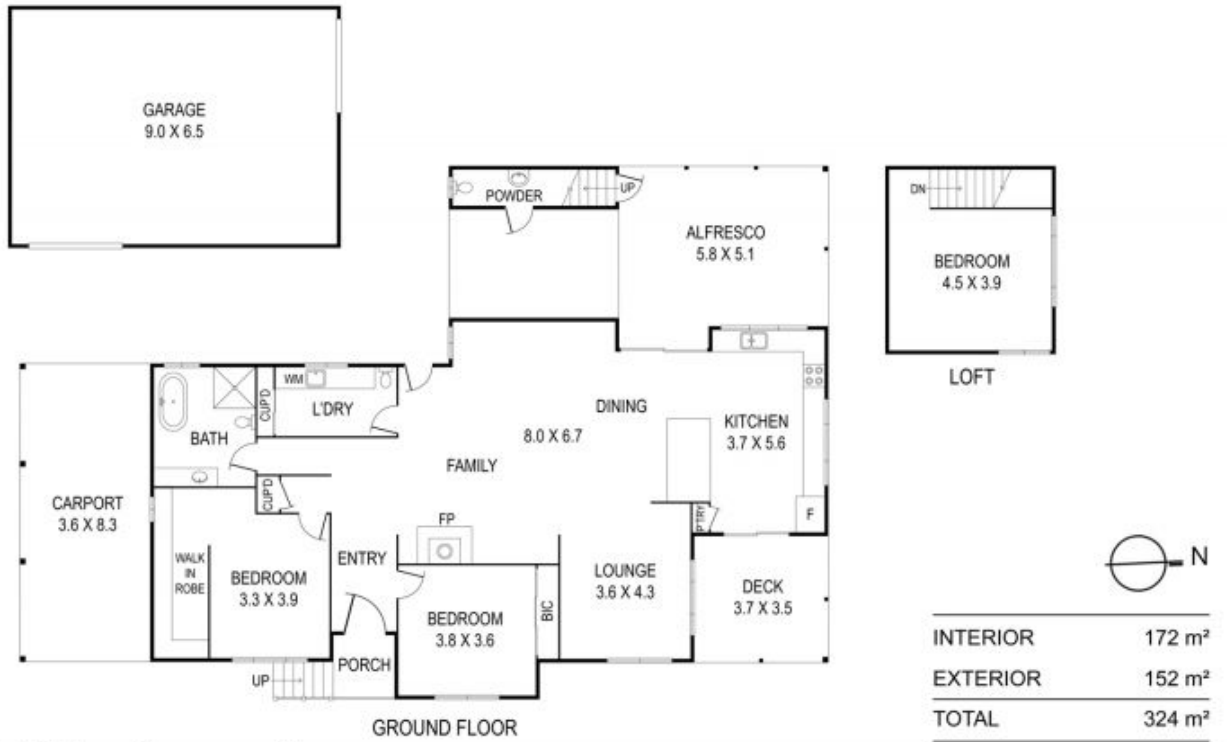 GARAGE
9.0 X 6.5
POWDER
UP
ALFRESCO
5.8 X 5.1
DN
BEDROOM
4.5 X 3.9
LOFT
WM
CUP'D
L'DRY
BATH
DINING
8.0 X 6.7
KITCHEN
3.7 X 5.6
FAMILY
CARPORT
3.6 X 8.3
CUP'D
FP
PTRY
F
WALK
IN
ROBE
BEDROOM
3.3 X 3.9
ENTRY
BEDROOM
3.8 X 3.6
BIC
LOUNGE
3.6 X 4.3
DECK
3.7 X 3.5
N
PORCH
UP
GROUND FLOOR
INTERIOR 172 m²
EXTERIOR 152 m²
TOTAL 324 m²